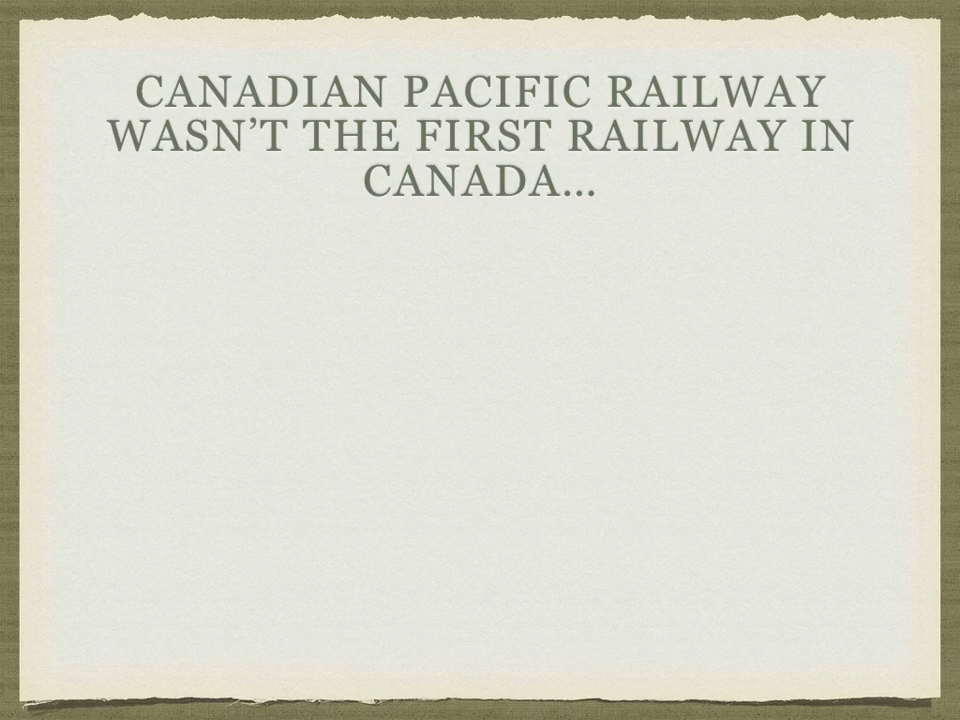 CANADIAN PACIFIC RAILWAY
WASN’T THE FIRST RAILWAY IN
CANADA...